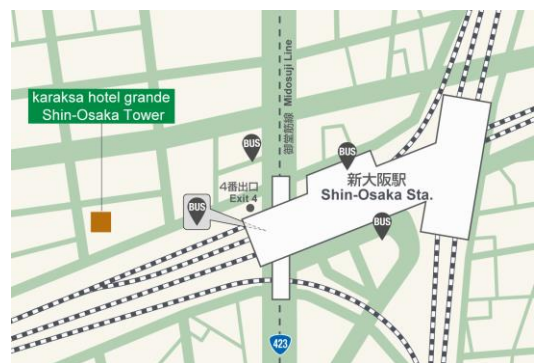 karaksa hotel grande
Shin-Osaka Tower
御堂筋線 Midosuji Line
BUS
BUS
新大阪駅
Shin-Osaka Sta.
4番出口
Exit 4
BUS
BUS
423